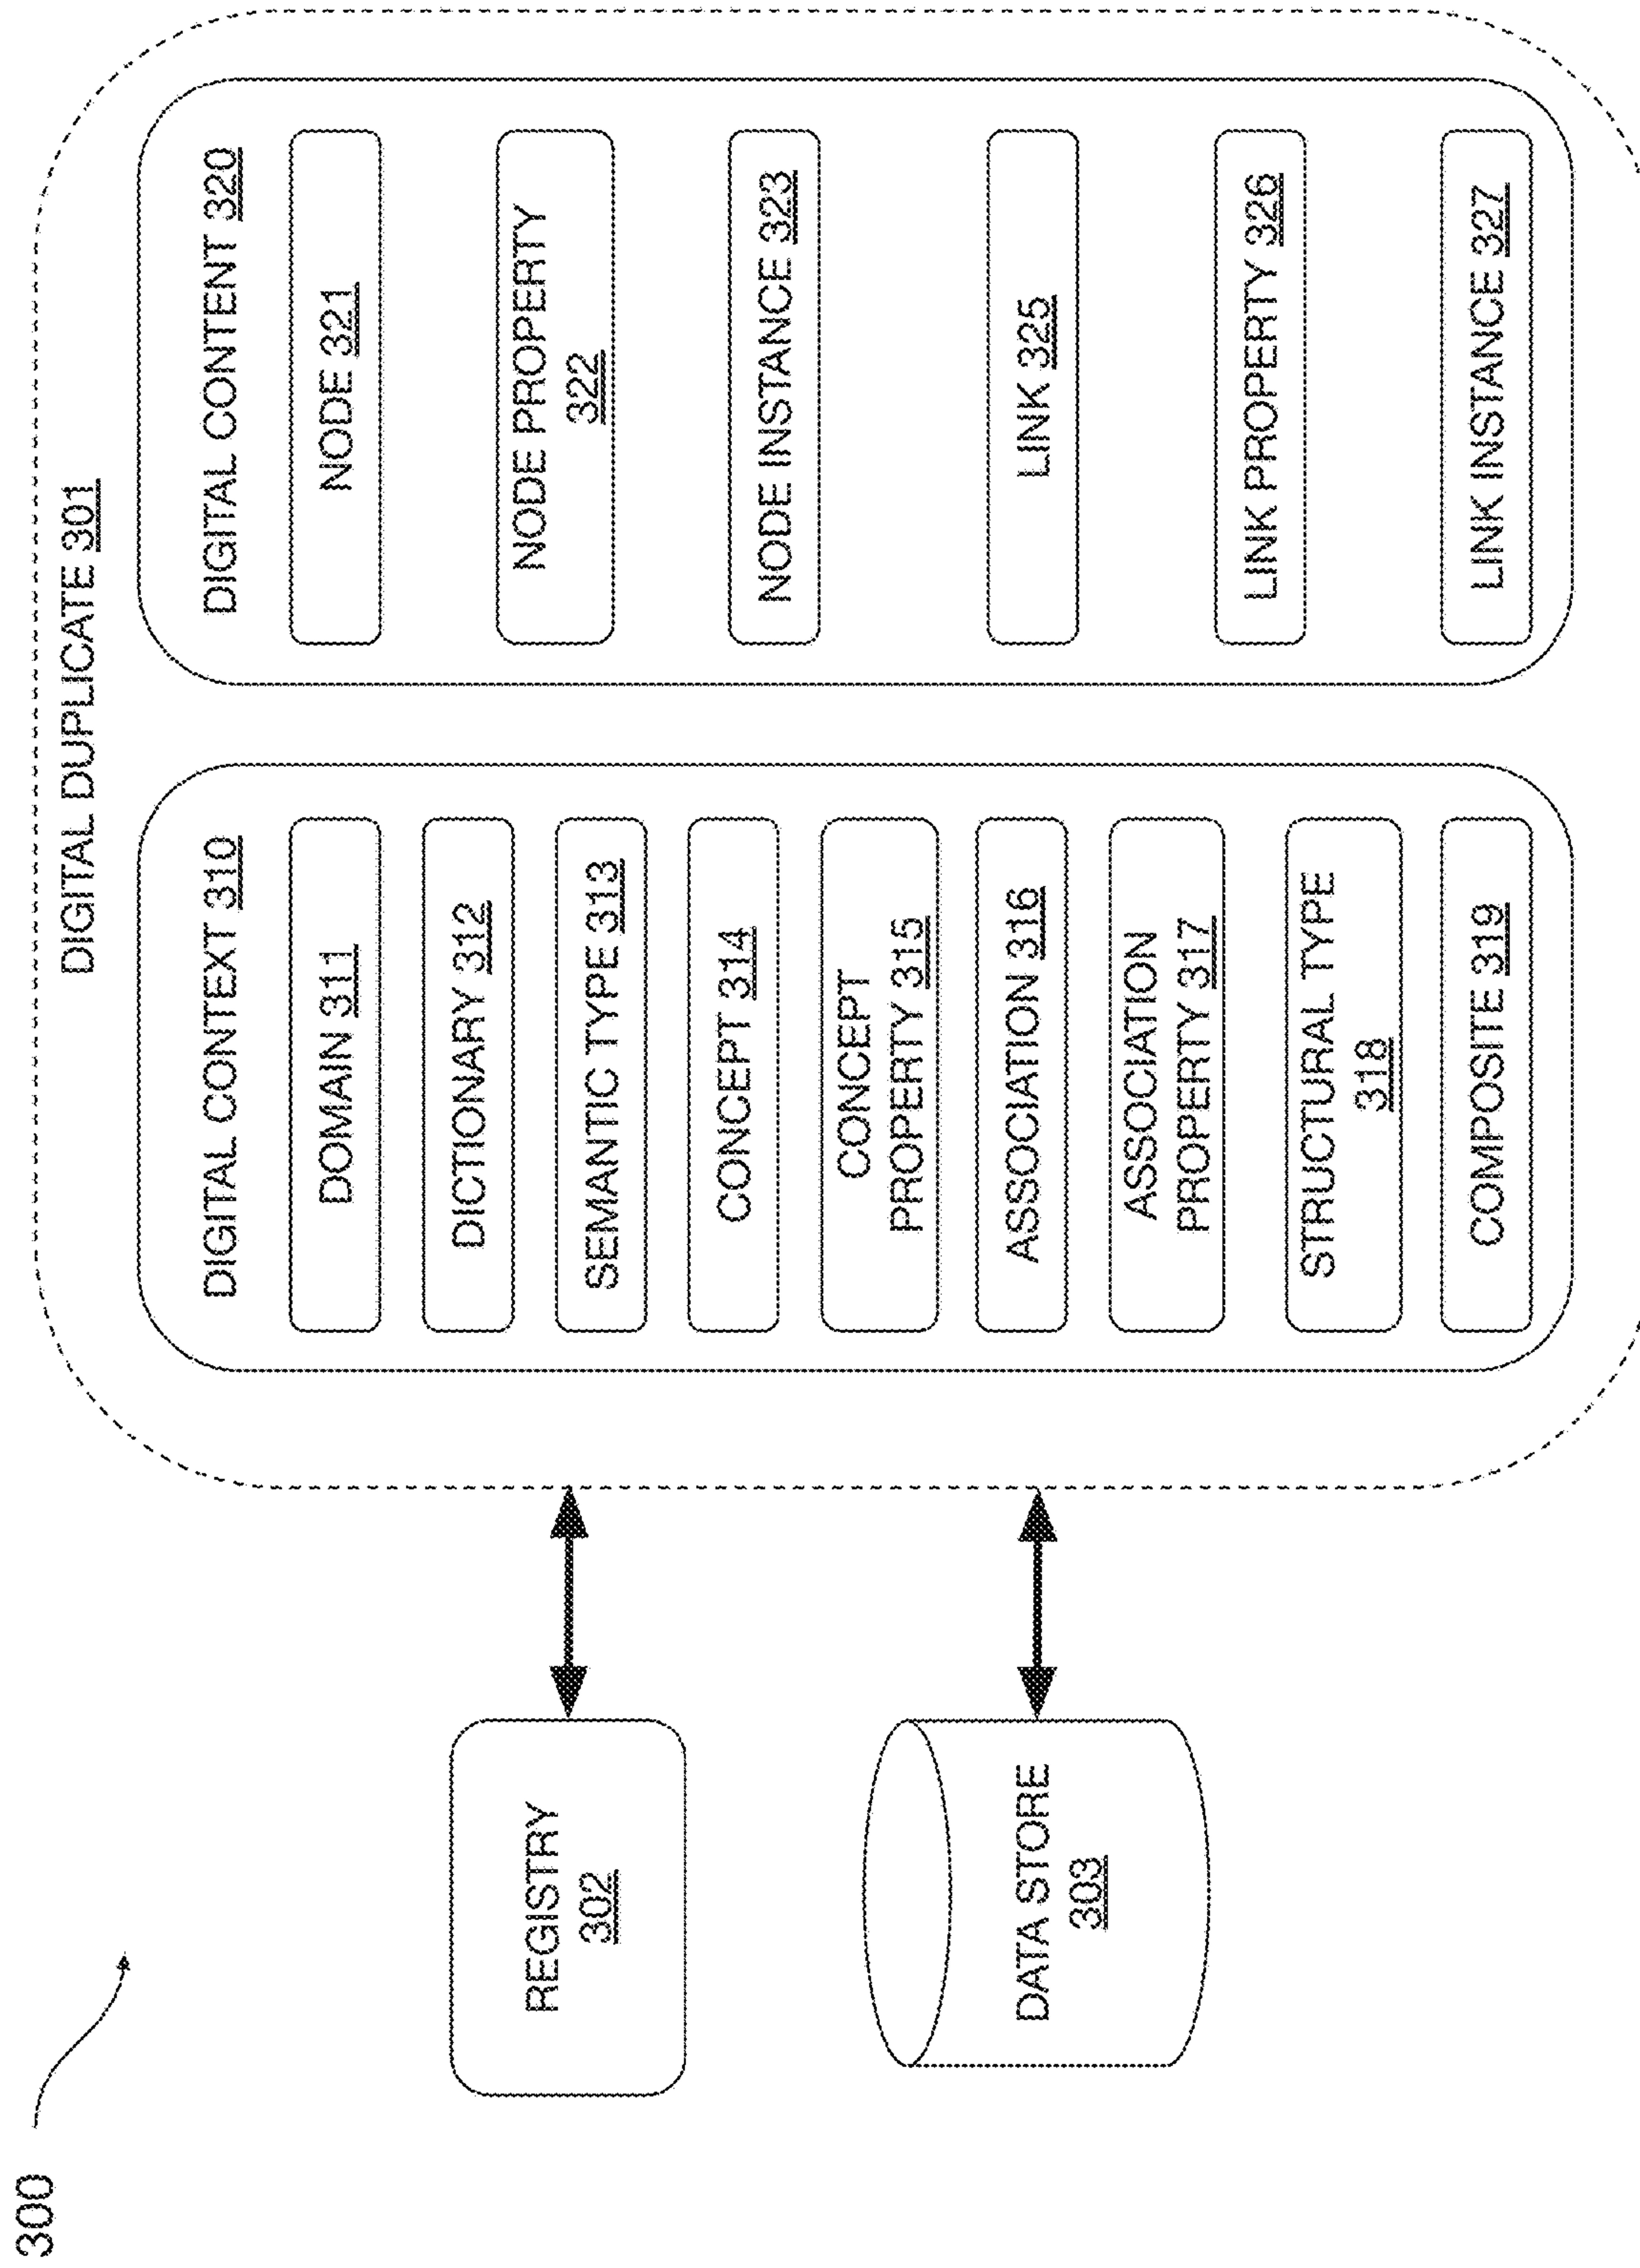 300
DIGITAL DUPLICATE 301
REGISTRY
302
DATA STORE
303
DIGITAL CONTEXT 310
DOMAIN 311
DICTIONARY 312
SEMANTIC TYPE 313
CONCEPT 314
CONCEPT
PROPERTY 315
ASSOCIATION 316
ASSOCIATION
PROPERTY 317
STRUCTURAL TYPE
318
COMPOSITE 319
DIGITAL CONTENT 320
NODE 321
NODE PROPERTY
322
NODE INSTANCE 323
LINK 325
LINK PROPERTY 326
LINK INSTANCE 327